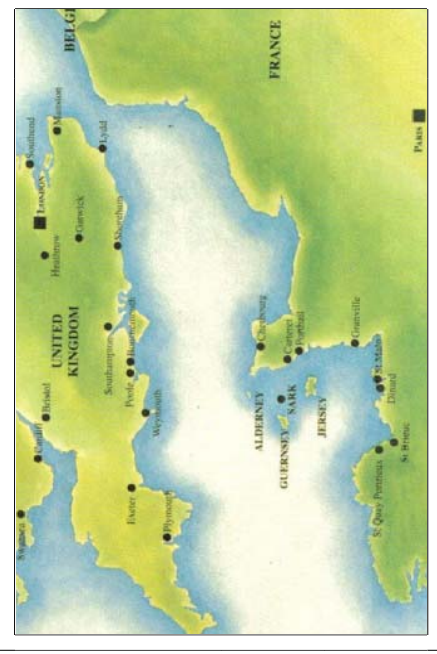 BELGI
FRANCE
Southend
Manston
LONDON
Lydd
PARIS
Heathrow
Gatwick
Shoreham
UNITED
KINGDOM
Southampton
Bournemouth
Poole
Cherbourg
Carteret
Portbail
Granville
Bristol
Cardiff
Weymouth
ALDERNEY
GUERNSEY
SARK
JERSEY
St Malo
Dinard
St Brieuc
St Quay Portrieux
Swansea
Exeter
Plymouth